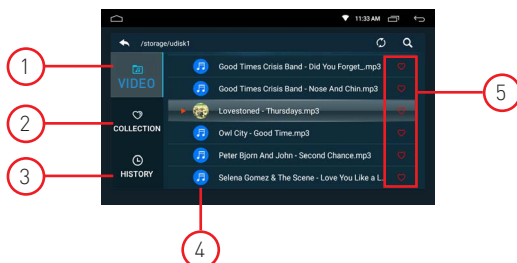 11:33 AM
/storage/udisk1
1
VIDEO
2
COLLECTION
3
HISTORY
Good Times Crisis Band - Did You Forget_.mp3
Good Times Crisis Band - Nose And Chin.mp3
Lovestoned - Thursdays.mp3
Owl City - Good Time.mp3
Peter Bjorn And John - Second Chance.mp3
Selena Gomez & The Scene - Love You Like a L..
5
4